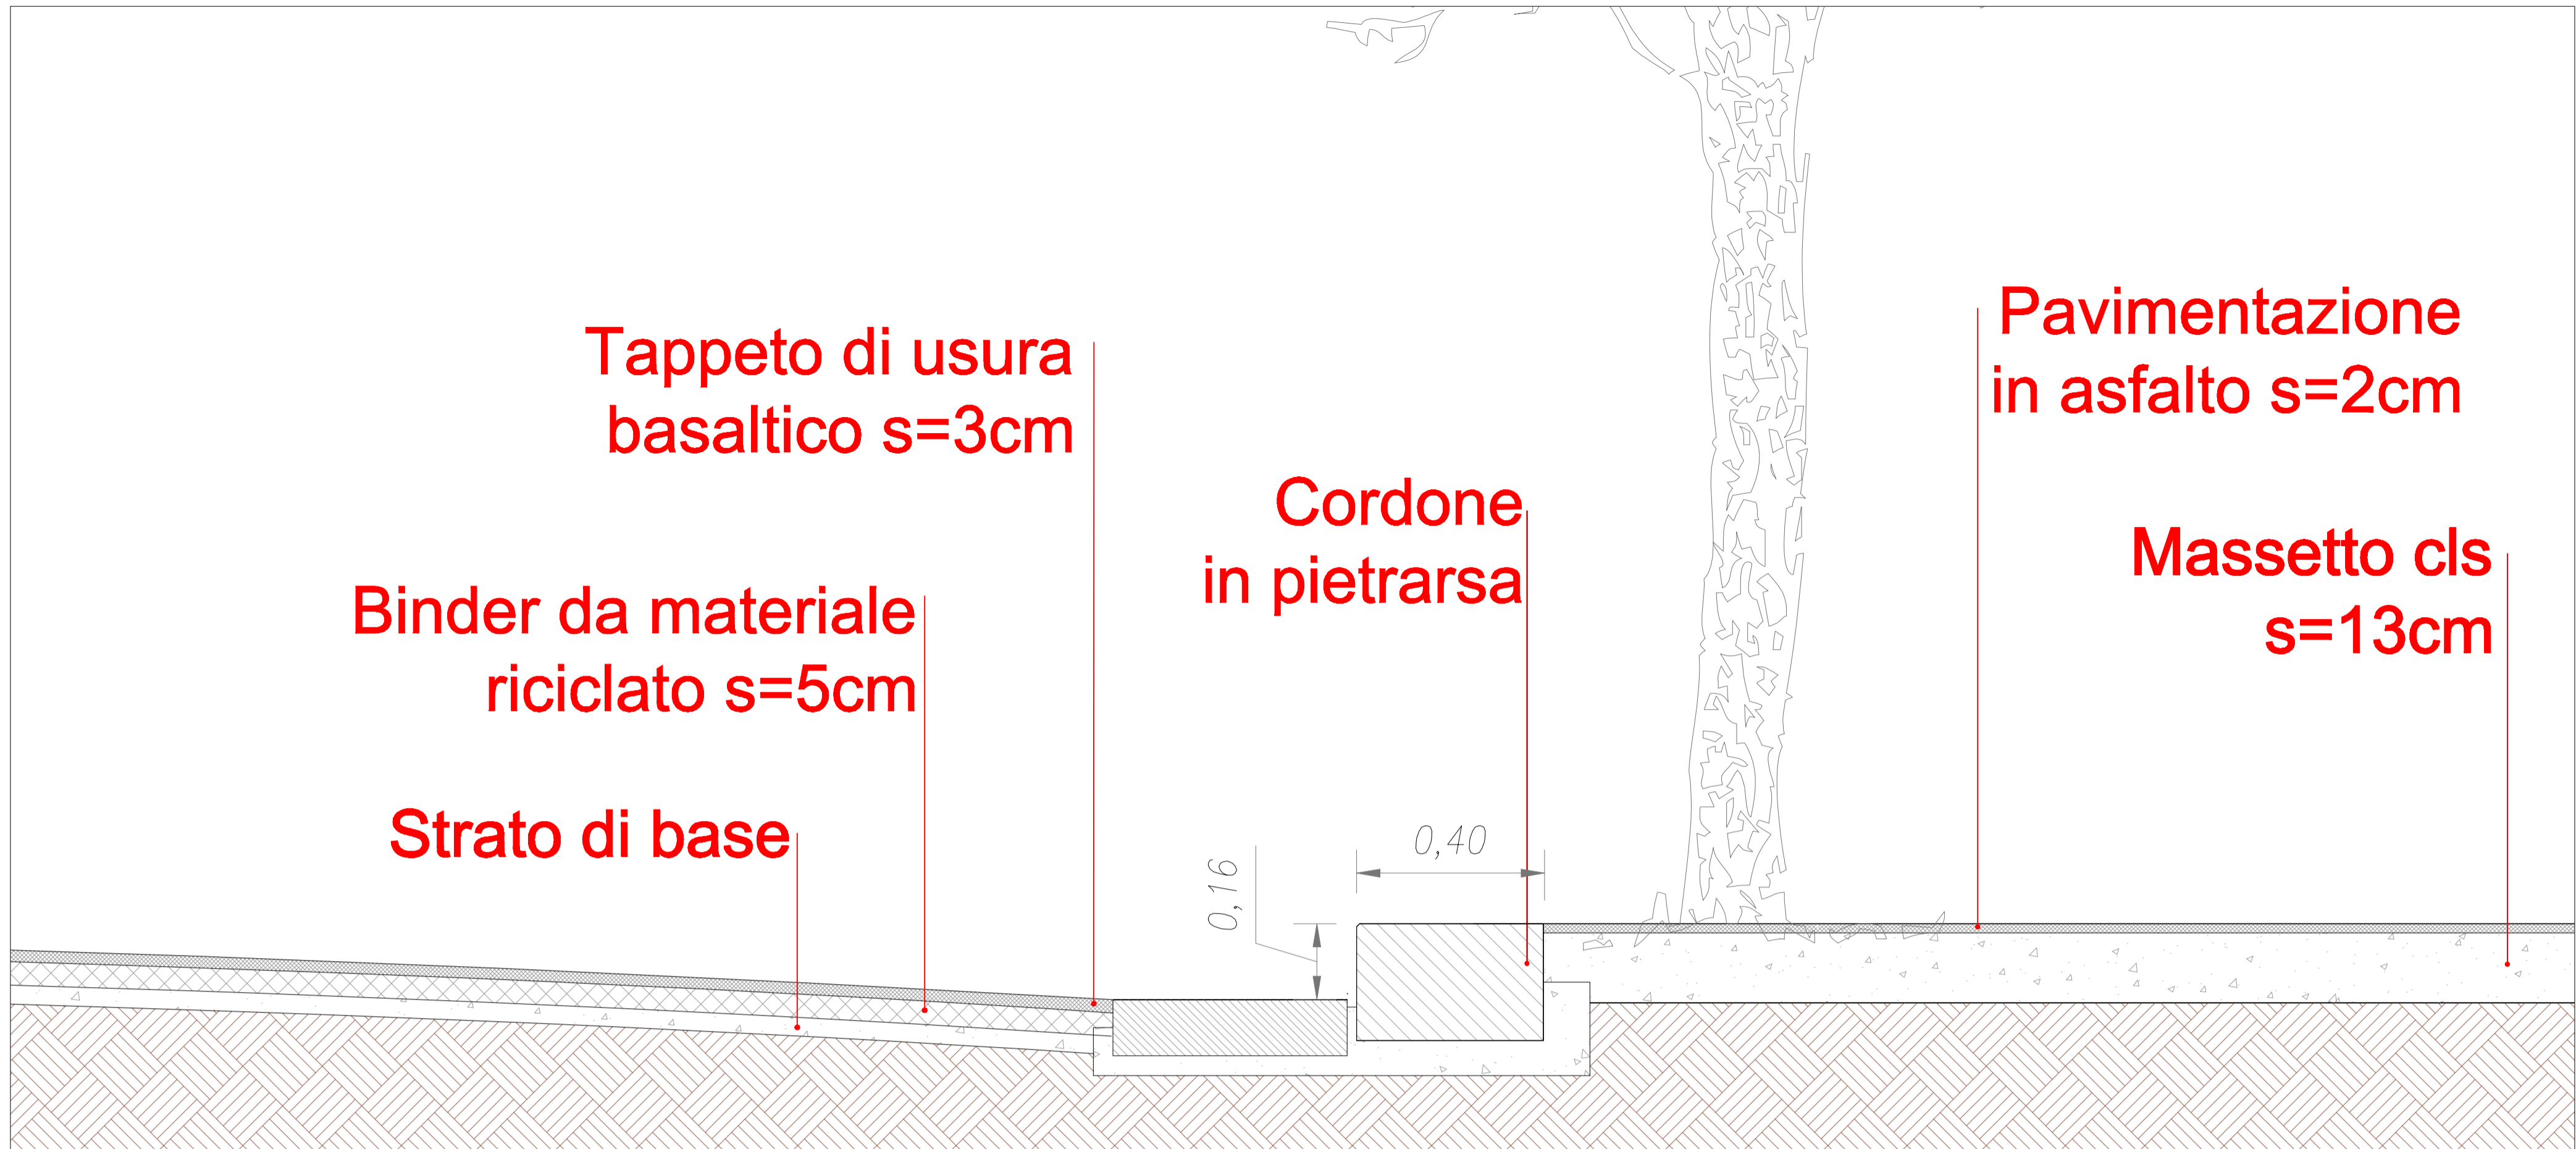 Tappeto di usura
basaltico s=3cm
Pavimentazione
in asfalto s=2cm
Cordone
in pietrarsa
Massetto cls
s=13cm
Binder da materiale
riciclato s=5cm
Strato di base
0,16
0,40